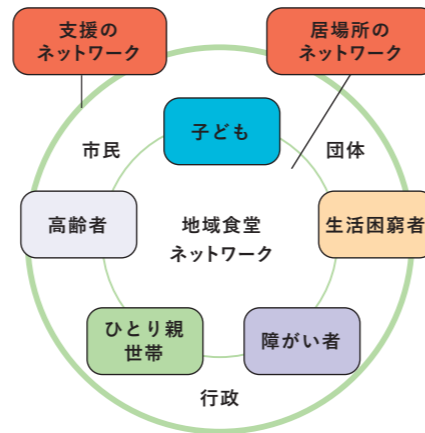 支援の
ネットワーク
居場所の
ネットワーク
子ども
市民
団体
高齢者
地域食堂
ネットワーク
生活困窮者
ひとり親
世帯
障がい者
行政